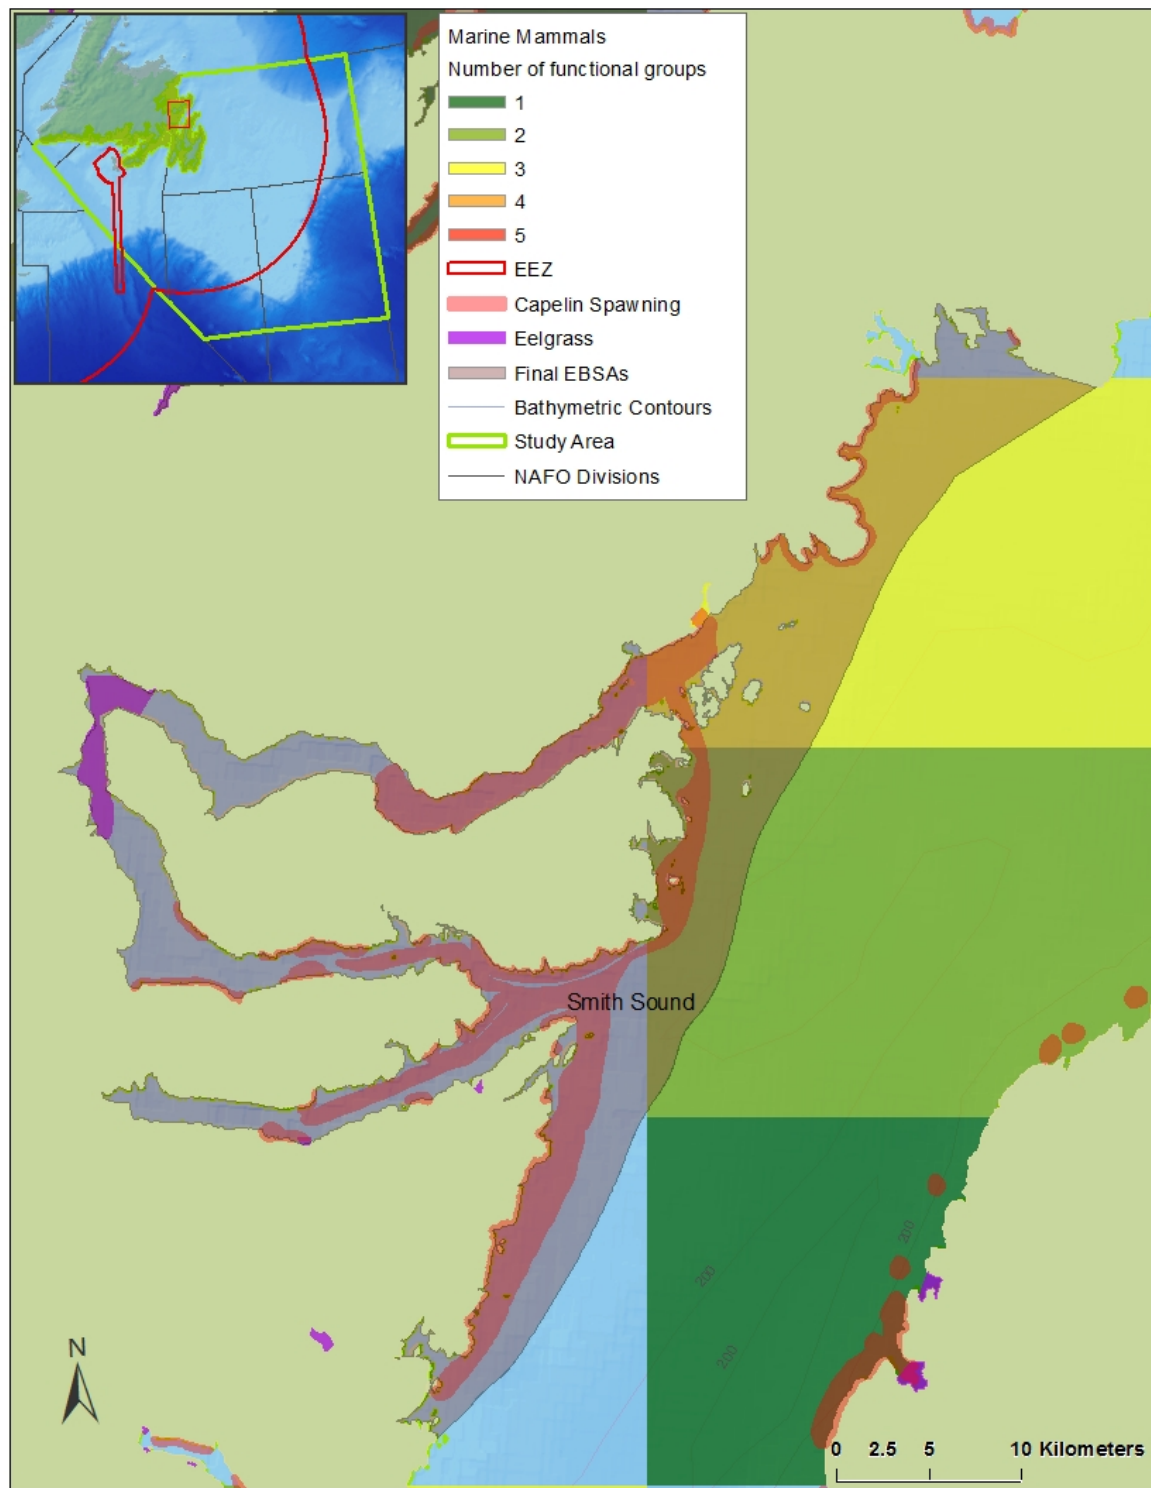 Marine Mammals
Number of functional groups
1
2
3
4
5
EEZ
Capelin Spawning
Eelgrass
Final EBSAs
Bathymetric Contours
Study Area
NAFO Divisions
Smith Sound
200
200
200
N
0 2.5 5 10 Kilometers